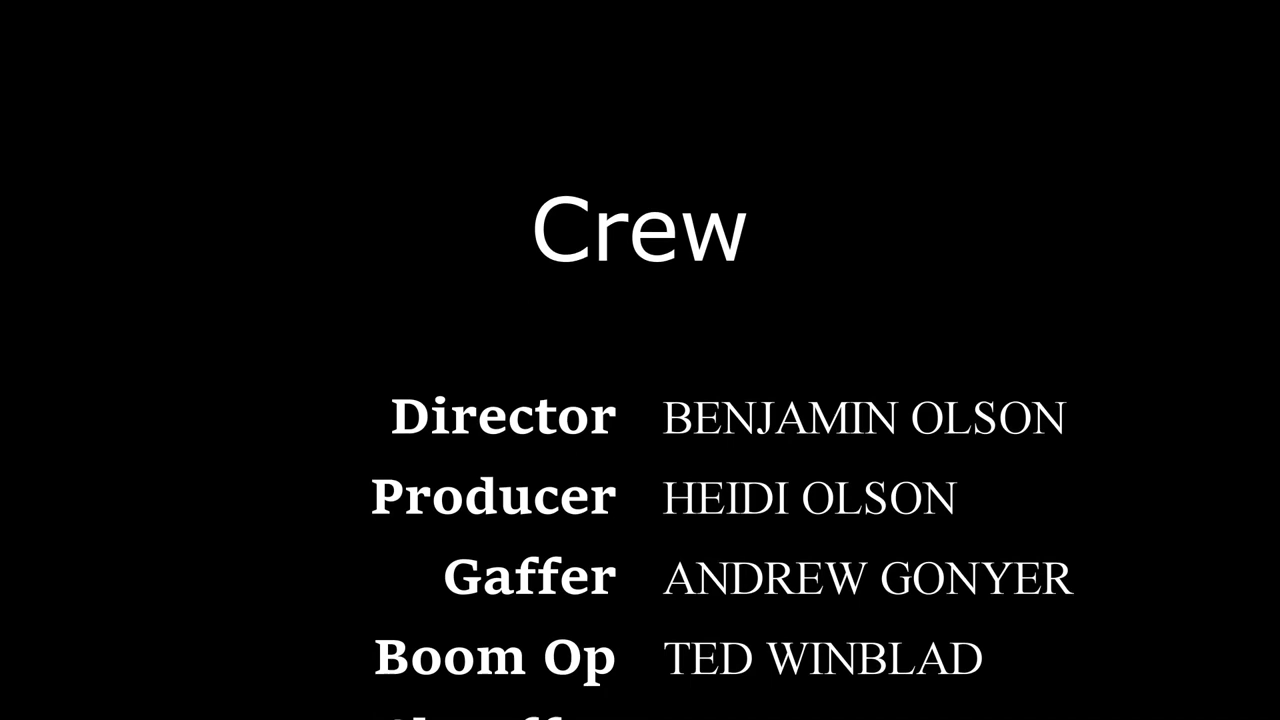 Crew
Director BENJAMIN OLSON
Producer HEIDI OLSON
Gaffer ANDREW GONYER
Boom Op TED WINBLAD